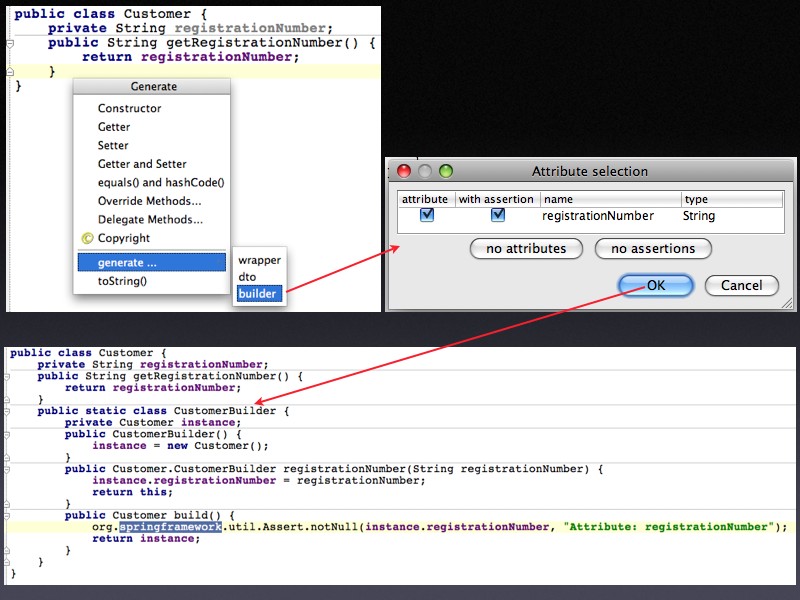 public class Customer {
private String registrationNumber;
public String getRegistrationNumber() {
return registrationNumber;
}
}
Generate
Constructor
Getter
Setter
Getter and Setter
equals() and hashCode()
Override Methods...
Delegate Methods...
Copyright
generate ...
toString()
wrapper
dto
builder
Attribute selection
attribute with assertion name type
registrationNumber String
no attributes no assertions
OK Cancel
public class Customer {
private String registrationNumber;
public String getRegistrationNumber() {
return registrationNumber;
}
public static class CustomerBuilder {
private Customer instance;
public CustomerBuilder() {
instance = new Customer();
}
public Customer.CustomerBuilder registrationNumber(String registrationNumber) {
instance.registrationNumber = registrationNumber;
return this;
}
public Customer build() {
org.springframework.util.Assert.notNull(instance.registrationNumber, "Attribute: registrationNumber");
return instance;
}
}
}